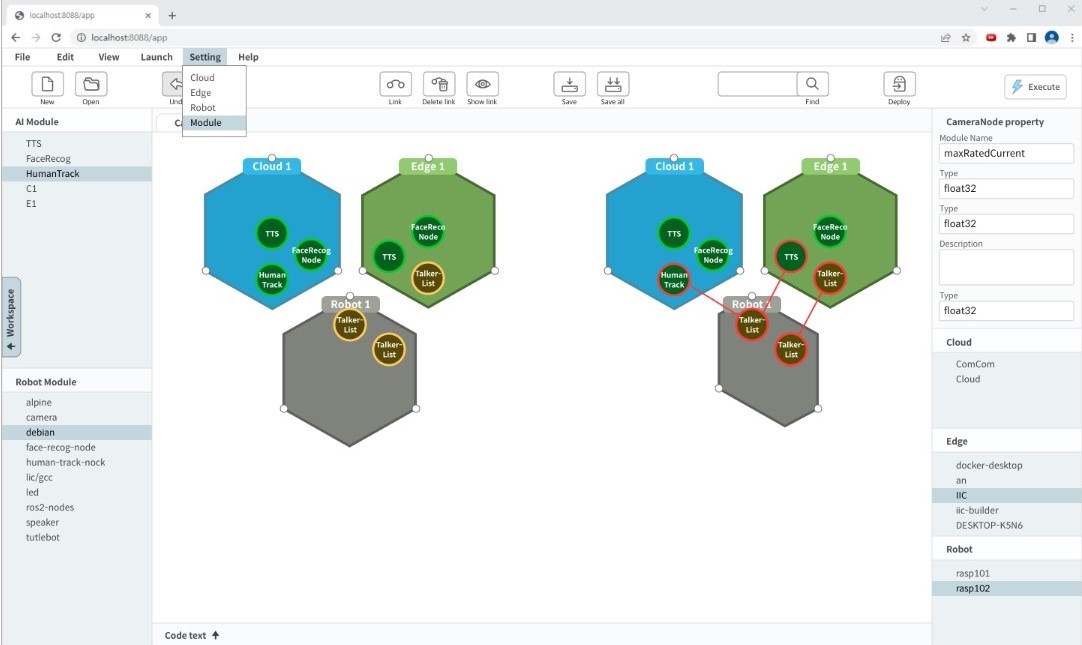 localhost:8088/app
localhost:8088/app
File Edit View Launch Setting Help
Cloud
Edge
Robot
Module
New Open Link Delete link Show link Save Save all Find Deploy
Execute
AI Module
TTS
FaceRecog
HumanTrack
C1
E1
Workspace
Robot Module
alpine
camera
debian
face-recog-node
human-track-nock
lic/gcc
led
ros2-nodes
speaker
tutlebot
Cloud 1
TTS
FaceRecog
Node
Human
Track
Edge 1
FaceReco
Node
TTS
Talker-
List
Robot 1
Talker-
List
Talker-
List
Cloud 1
TTS
FaceRecog
Node
Human
Track
Edge 1
FaceReco
Node
TTS
Talker-
List
Robot 1
Talker-
List
Talker-
List
Code text
CameraNode property
Module Name
maxRatedCurrent
Type
float32
Type
float32
Description
Type
float32
Cloud
ComCom
Cloud
Edge
docker-desktop
an
IIC
iic-builder
DESKTOP-K5N6
Robot
rasp101
rasp102